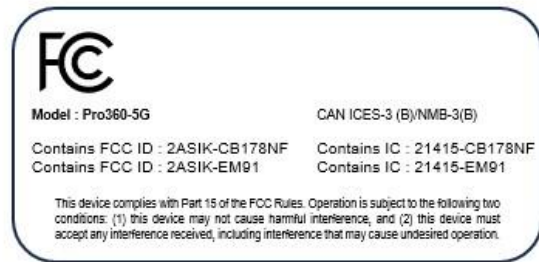 FC
Model : Pro360-5G CAN ICES-3 (B)/NMB-3(B)
Contains FCC ID : 2ASIK-CB178NF Contains IC : 21415-CB178NF
Contains FCC ID : 2ASIK-EM91 Contains IC : 21415-EM91
This device complies with Part 15 of the FCC Rules. Operation is subject to the following two
conditions: (1) this device may not cause harmful interference, and (2) this device must
accept any interference received, including interference that may cause undesired operation.